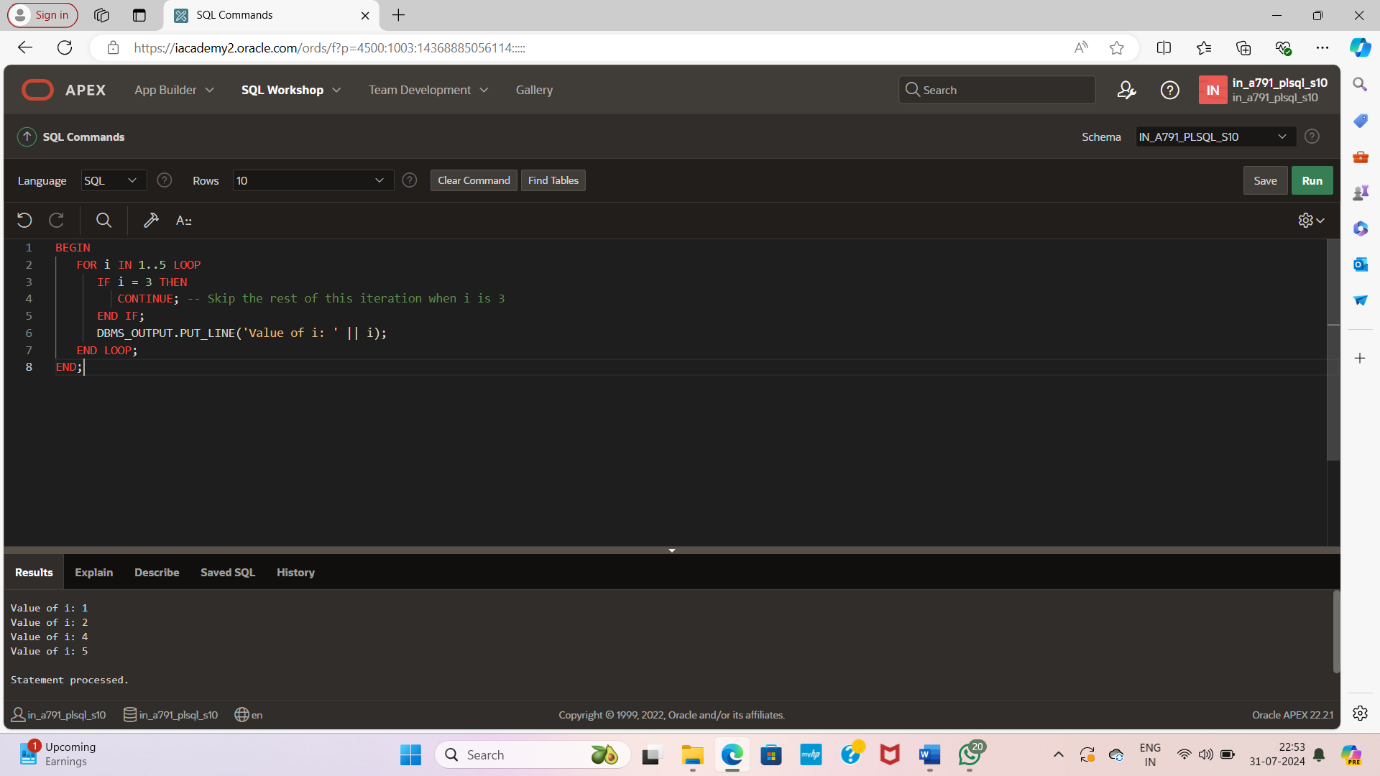 Sign in
SQL Commands
https://iacademy2.oracle.com/ords/f?p=4500:1003:14368885056114:::::
APEX App Builder SQL Workshop Team Development Gallery Search IN in_a791_plsql_s10
in_a791_plsql_s10
SQL Commands Schema IN_A791_PLSQL_S10
Language SQL Rows 10 Clear Command Find Tables Save Run
A::
1 BEGIN
2 FOR i IN 1..5 LOOP
3 IF i = 3 THEN
4 CONTINUE; -- Skip the rest of this iteration when i is 3
5 END IF;
6 DBMS_OUTPUT.PUT_LINE('Value of i: ' || i);
7 END LOOP;
8 END;
Results Explain Describe Saved SQL History
Value of i: 1
Value of i: 2
Value of i: 4
Value of i: 5
Statement processed.
in_a791_plsql_s10 in_a791_plsql_s10 en Copyright © 1999, 2022, Oracle and/or its affiliates. Oracle APEX 22.2.1
1 Upcoming
Earnings
Search
myhp
W
20
ENG
IN
22:53
31-07-2024
PRE